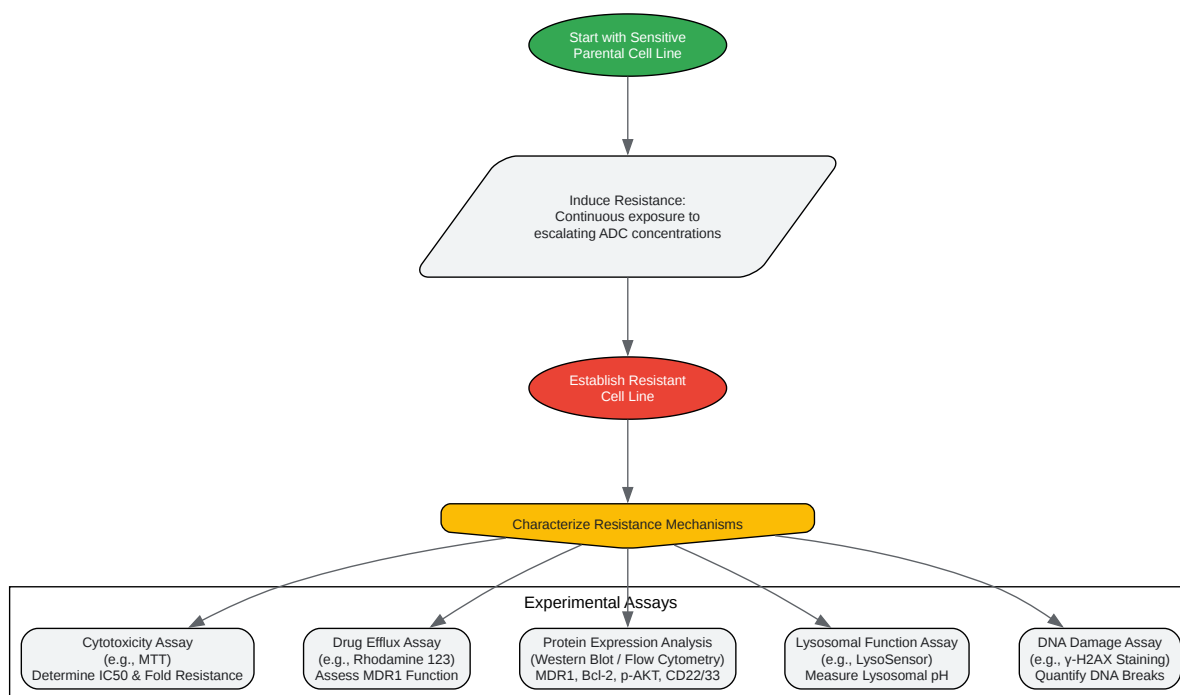 Start with Sensitive
Parental Cell Line
Induce Resistance:
Continuous exposure to
escalating ADC concentrations
Establish Resistant
Cell Line
Characterize Resistance Mechanisms
Experimental Assays
Cytotoxicity Assay
(e.g., MTT)
Determine IC50 & Fold Resistance
Drug Efflux Assay
(e.g., Rhodamine 123)
Assess MDR1 Function
Protein Expression Analysis
(Western Blot / Flow Cytometry)
MDR1, Bcl-2, p-AKT, CD22/33
Lysosomal Function Assay
(e.g., LysoSensor)
Measure Lysosomal pH
DNA Damage Assay
(e.g., γ-H2AX Staining)
Quantify DNA Breaks